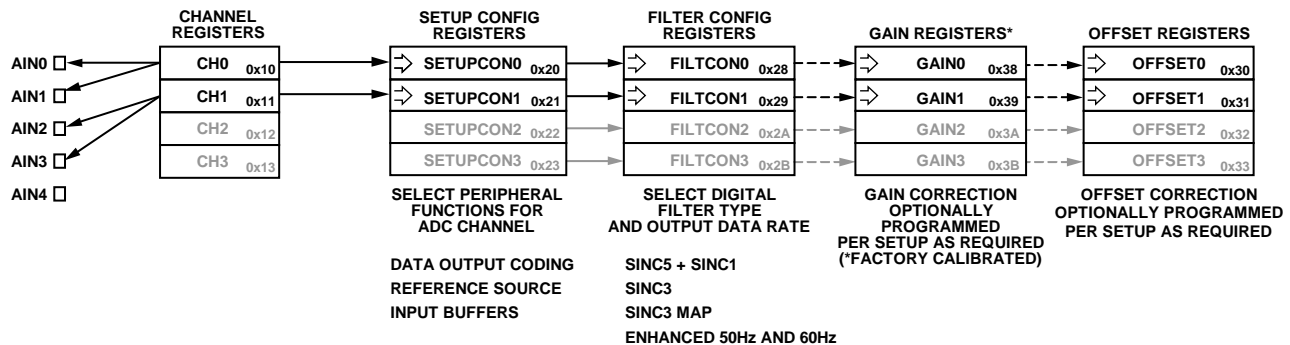 CHANNEL
REGISTERS
SETUP CONFIG
REGISTERS
FILTER CONFIG
REGISTERS
GAIN REGISTERS*
OFFSET REGISTERS
AIN0
AIN1
AIN2
AIN3
AIN4
CH0 0x10
CH1 0x11
CH2 0x12
CH3 0x13
SETUPCON0 0x20
SETUPCON1 0x21
SETUPCON2 0x22
SETUPCON3 0x23
FILTCON0 0x28
FILTCON1 0x29
FILTCON2 0x2A
FILTCON3 0x2B
GAIN0 0x38
GAIN1 0x39
GAIN2 0x3A
GAIN3 0x3B
OFFSET0 0x30
OFFSET1 0x31
OFFSET2 0x32
OFFSET3 0x33
SELECT PERIPHERAL
FUNCTIONS FOR
ADC CHANNEL
DATA OUTPUT CODING
REFERENCE SOURCE
INPUT BUFFERS
SELECT DIGITAL
FILTER TYPE
AND OUTPUT DATA RATE
SINC5 + SINC1
SINC3
SINC3 MAP
ENHANCED 50Hz AND 60Hz
GAIN CORRECTION
OPTIONALLY
PROGRAMMED
PER SETUP AS REQUIRED
(*FACTORY CALIBRATED)
OFFSET CORRECTION
OPTIONALLY PROGRAMMED
PER SETUP AS REQUIRED